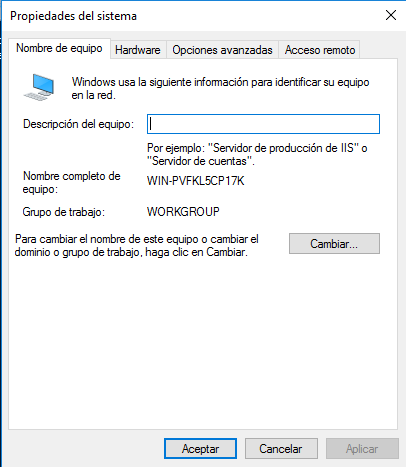 Propiedades del sistema
Nombre de equipo Hardware Opciones avanzadas Acceso remoto
Windows usa la siguiente información para identificar su equipo
en la red.
Descripción del equipo:
Por ejemplo: "Servidor de producción de IIS" o
"Servidor de cuentas".
Nombre completo de
equipo:
WIN-PVFKL5CP17K
Grupo de trabajo: WORKGROUP
Para cambiar el nombre de este equipo o cambiar el
dominio o grupo de trabajo, haga clic en Cambiar.
Cambiar...
Aceptar Cancelar Aplicar